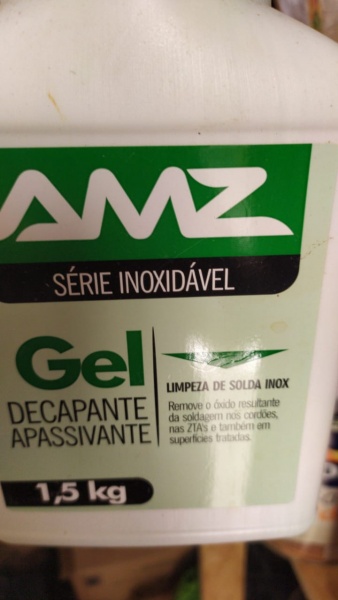 AMZ
SÉRIE INOXIDÁVEL
Gel
DECAPANTE
APASSIVANTE
1,5 kg
LIMPEZA DE SOLDA INOX
Remove o óxido resultante
da soldagem nos cordões,
nas ZTA's e também em
superfícies tratadas.